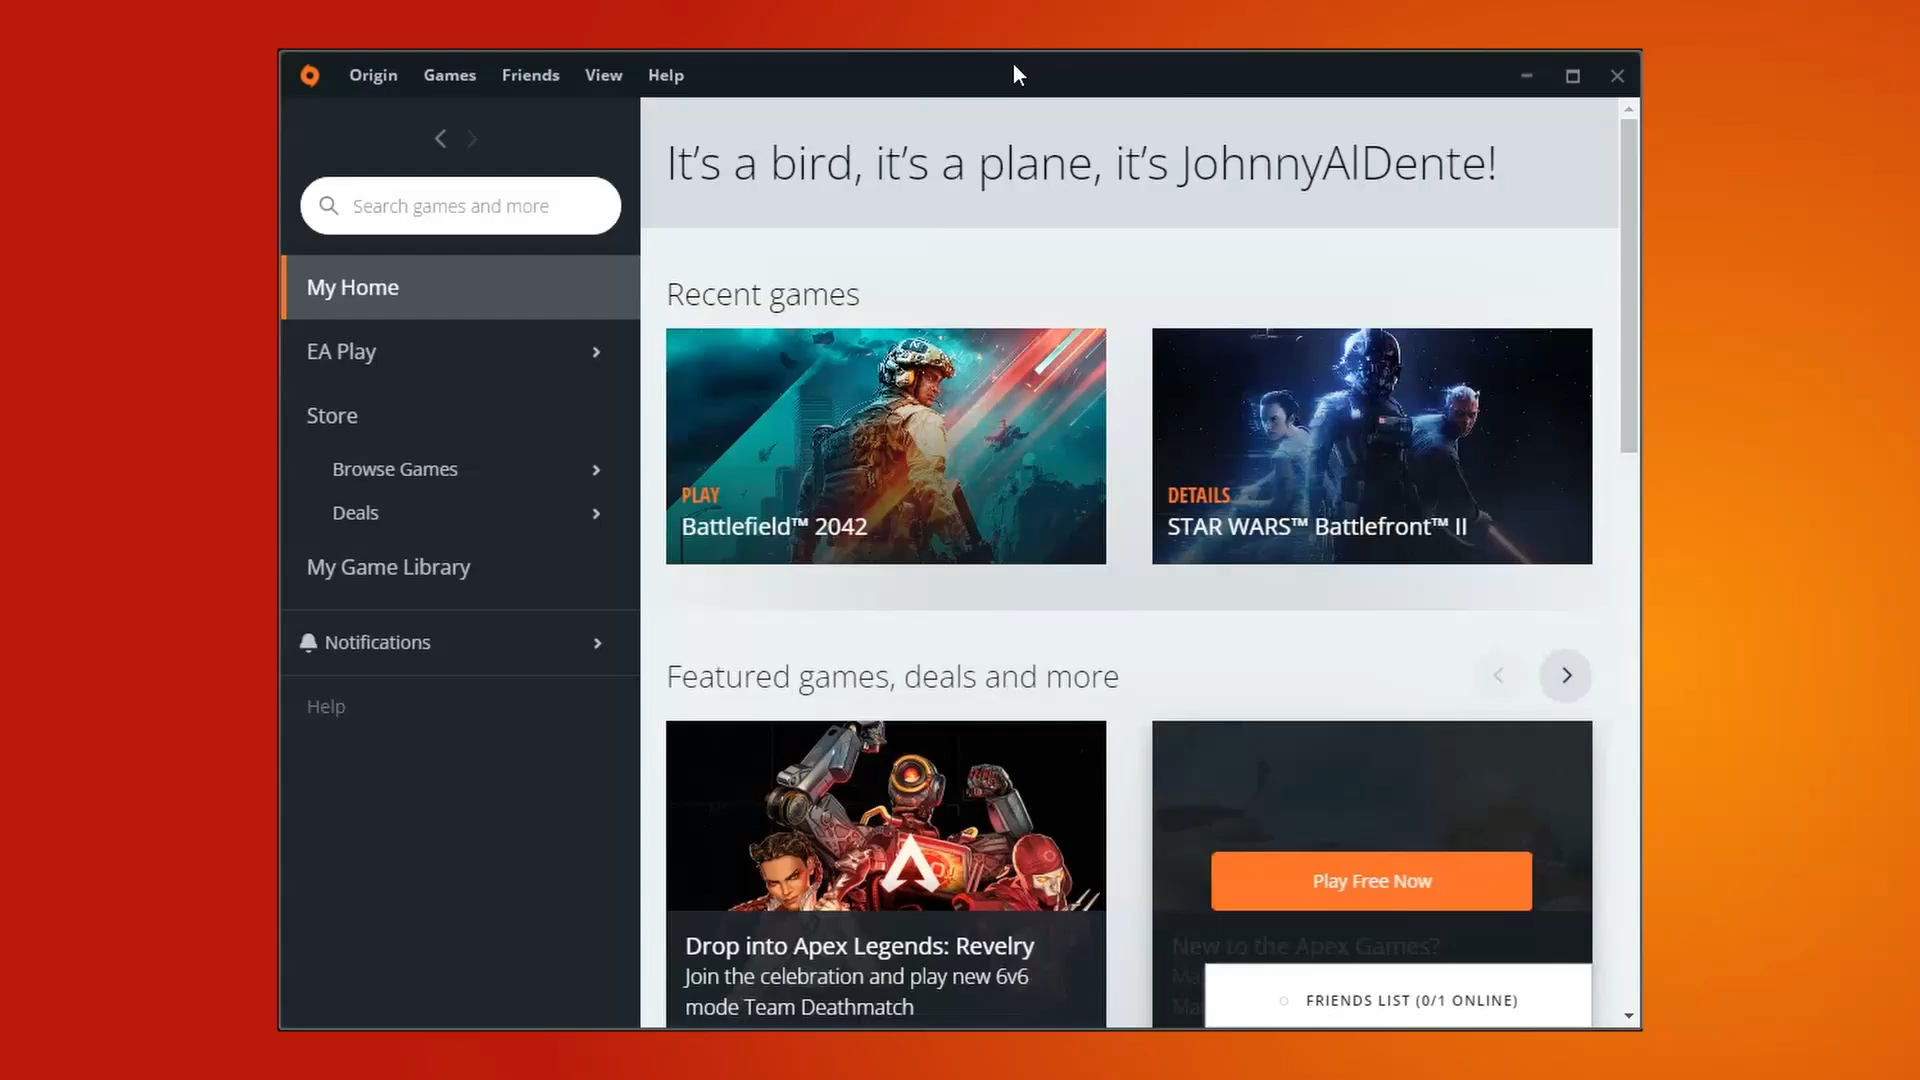 Origin Games Friends View Help
Search games and more
My Home
EA Play
Store
Browse Games
Deals
My Game Library
Notifications
Help
It's a bird, it's a plane, it's JohnnyAlDente!
Recent games
PLAY
Battlefield™ 2042
DETAILS
STAR WARS™ Battlefront™ II
Featured games, deals and more
Drop into Apex Legends: Revelry
Join the celebration and play new 6v6
mode Team Deathmatch
Play Free Now
New to the Apex Games?
FRIENDS LIST (0/1 ONLINE)